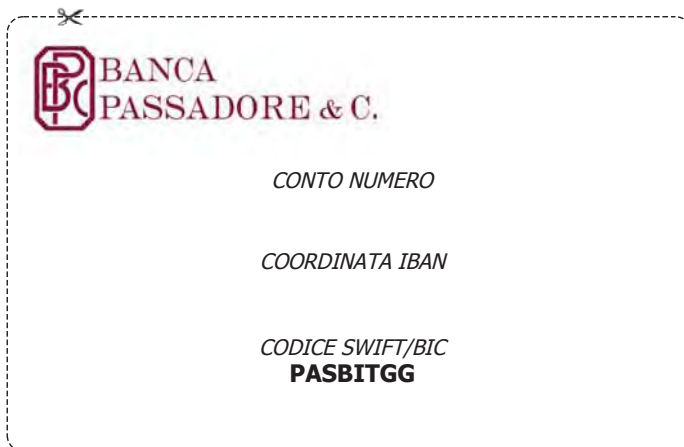 BANCA
PASSADORE & C.
CONTO NUMERO
COORDINATA IBAN
CODICE SWIFT/BIC
PASBITGG